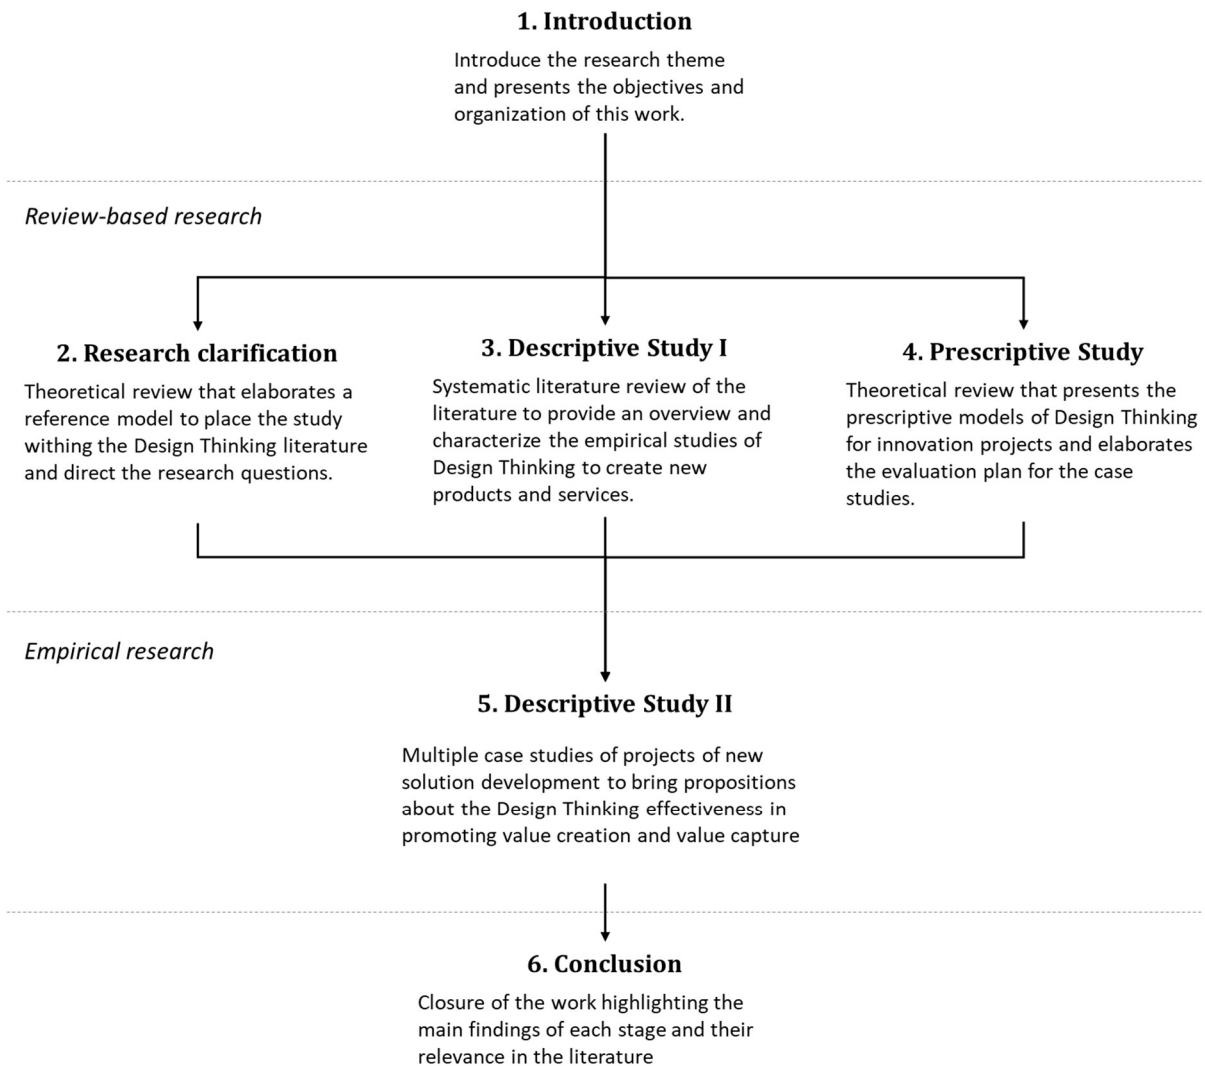 1. Introduction
Introduce the research theme
and presents the objectives and
organization of this work.
Review-based research
2. Research clarification
Theoretical review that elaborates a
reference model to place the study
withing the Design Thinking literature
and direct the research questions.
3. Descriptive Study I
Systematic literature review of the
literature to provide an overview and
characterize the empirical studies of
Design Thinking to create new
products and services.
4. Prescriptive Study
Theoretical review that presents the
prescriptive models of Design Thinking
for innovation projects and elaborates
the evaluation plan for the case
studies.
Empirical research
5. Descriptive Study II
Multiple case studies of projects of new
solution development to bring propositions
about the Design Thinking effectiveness in
promoting value creation and value capture
6. Conclusion
Closure of the work highlighting the
main findings of each stage and their
relevance in the literature